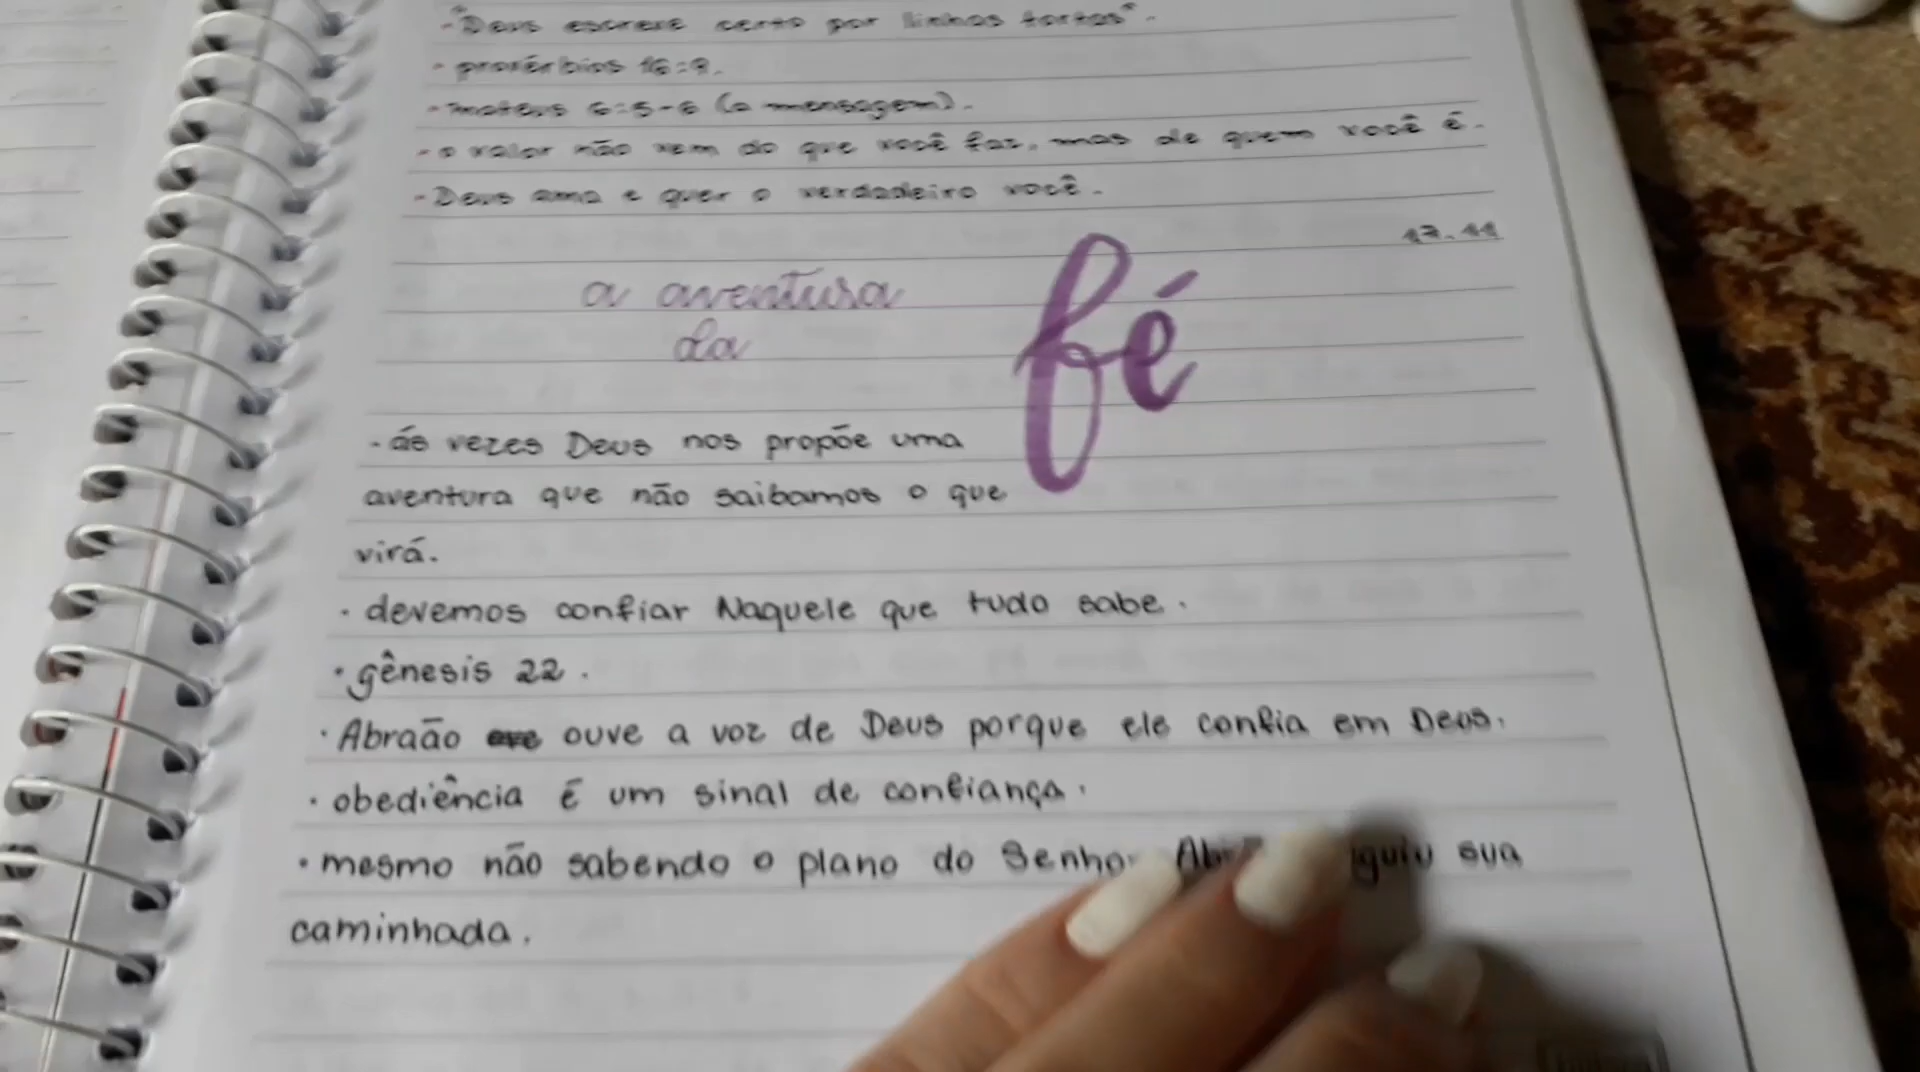 - "Deus escreve certo por linhas tortas".
- provérbios 16:9.
- mateus 6:5-6 (a mensagem).
- o valor não vem do que você faz, mas de quem você é.
- Deus ama e quer o verdadeiro você.
17.11
a aventura
da
fé
· ás vezes Deus nos propõe uma
aventura que não saibamos o que
virá.
· devemos confiar Naquele que tudo sabe.
· gênesis 22.
· Abraão ouve a voz de Deus porque ele confia em Deus.
· obediência é um sinal de confiança.
· mesmo não sabendo o plano do Senhor sua
caminhada.